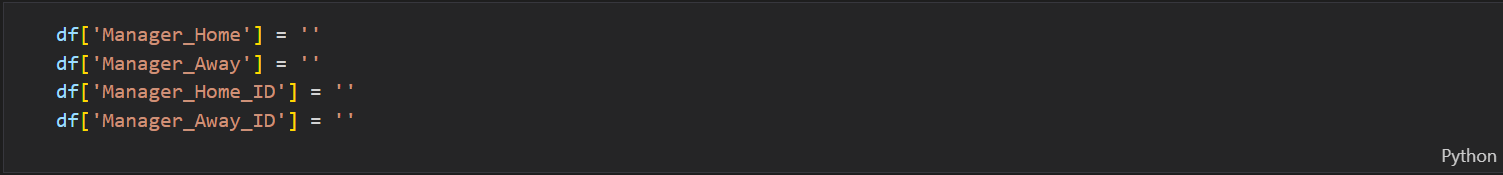 df['Manager_Home'] = ''
df['Manager_Away'] = ''
df['Manager_Home_ID'] = ''
df['Manager_Away_ID'] = ''
Python